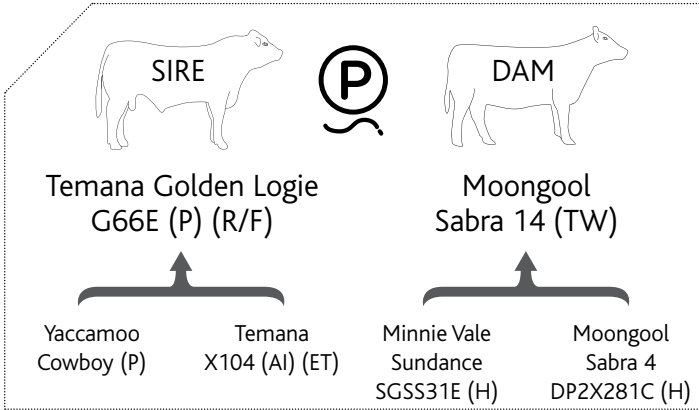 SIRE
P
DAM
Temana Golden Logie
G66E (P) (R/F)
Moongool
Sabra 14 (TW)
Yaccamoo
Cowboy (P)
Temana
X104 (AI) (ET)
Minnie Vale
Sundance
SGSS31E (H)
Moongool
Sabra 4
DP2X281C (H)